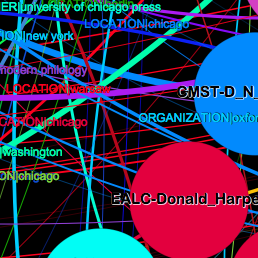 ER|university of chicago press
LOCATION|chicago
ION|new york
modern philology
LOCATION|warsaw
CMST-D_N_
CATION|chicago
ORGANIZATION|oxfor
washington
ON|chicago
EALC-Donald_Harpe